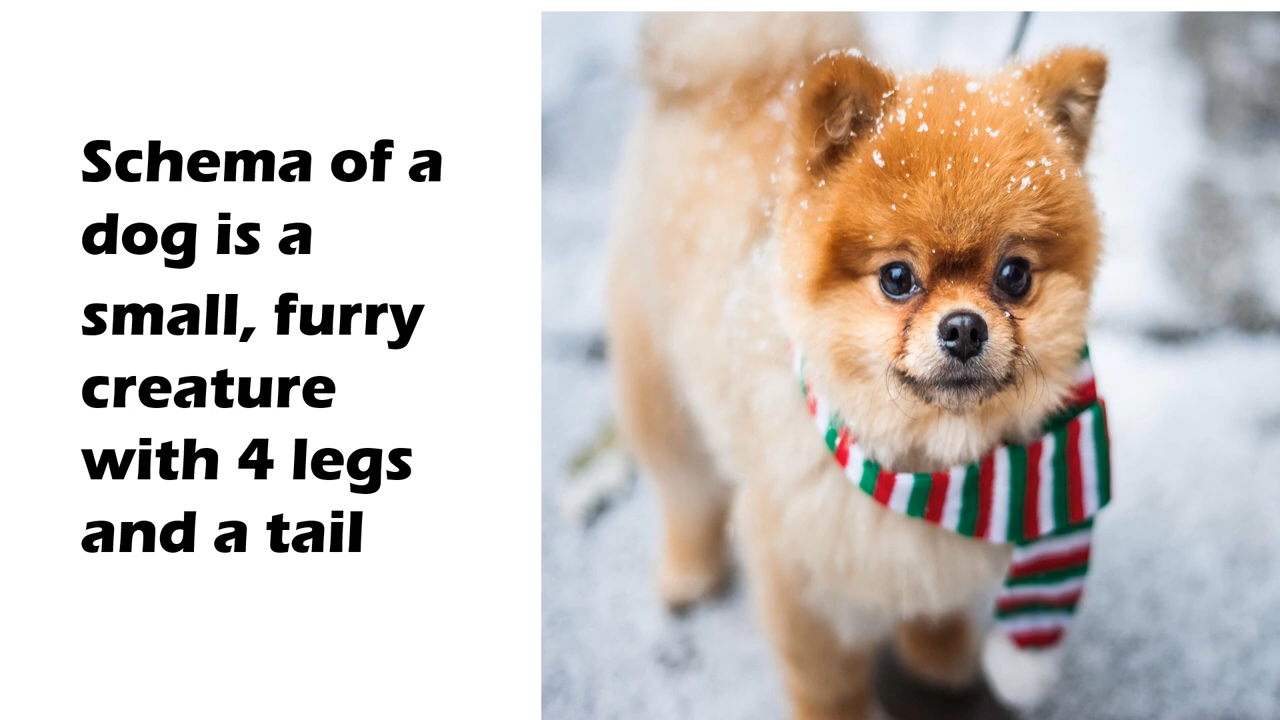 Schema of a
dog is a
small, furry
creature
with 4 legs
and a tail